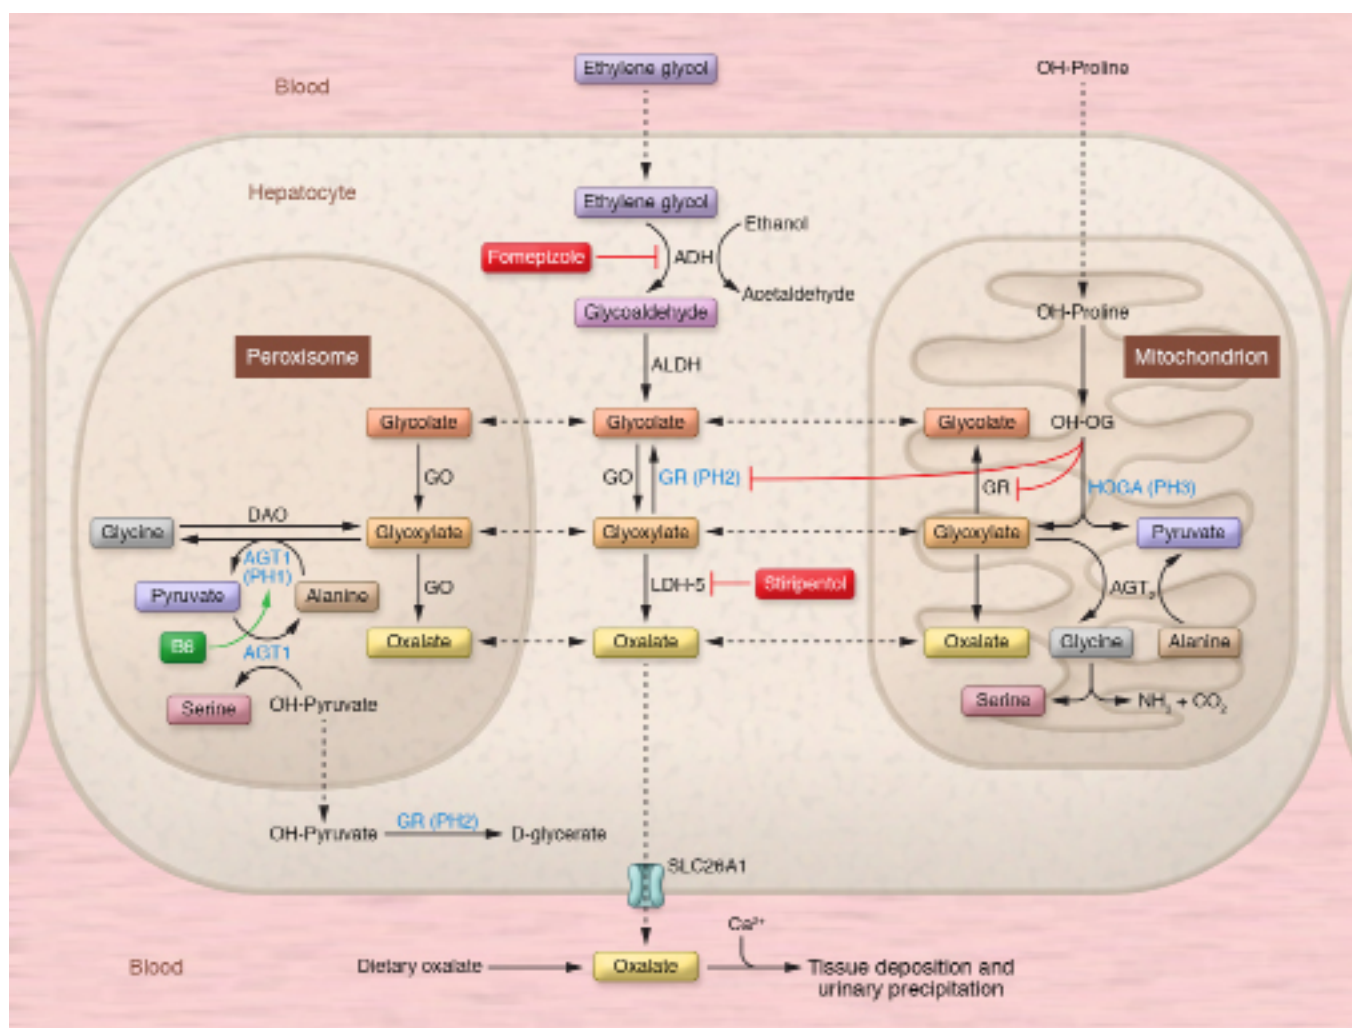 Ethylene glycol
OH-Proline
Blood
Hepatocyte
Ethylene glycol
Ethanol
Fomepizole
ADH
Acetaldehyde
Glycoaldehyde
OH-Proline
Peroxisome
Mitochondrion
ALDH
Glycolate
Glycolate
Glycolate
OH-OG
GO
GO
GR (PH2)
GR
HOGA (PH3)
DAO
Glycine
Glyoxylate
Glyoxylate
Glyoxylate
Pyruvate
AGT1
(PH1)
Pyruvate
Alanine
GO
LDH-5
Stiripentol
AGT2
B6
AGT1
Oxalate
Oxalate
Oxalate
Glycine
Alanine
Serine
OH-Pyruvate
Serine
NH3 + CO2
OH-Pyruvate
GR (PH2)
D-glycerate
SLC26A1
Ca2+
Blood
Dietary oxalate
Oxalate
Tissue deposition and
urinary precipitation